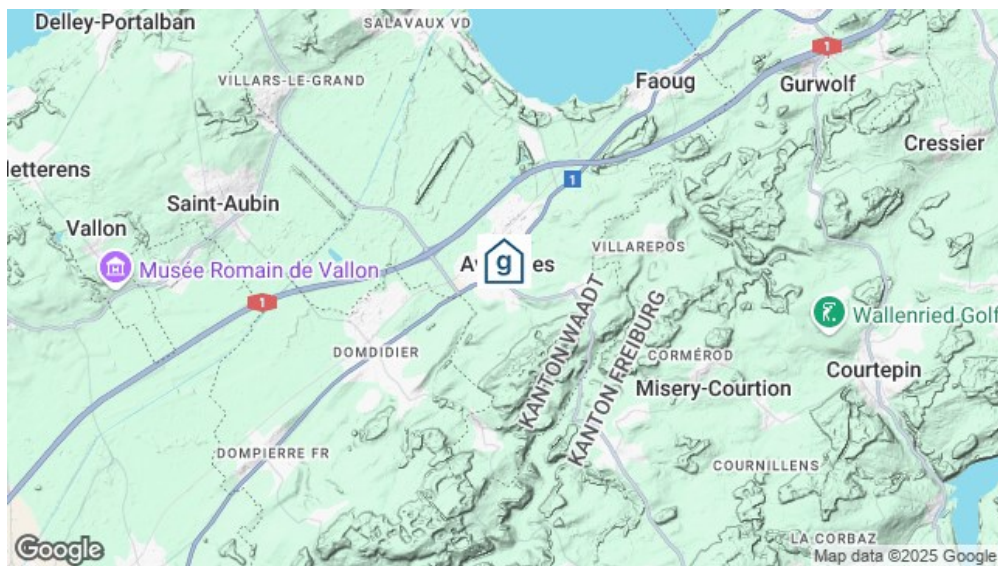 Delley-Portalban
SALAVAUX VD
1
VILLARS-LE-GRAND
Faoug
Gurwolf
Cressier
letterens
1
Saint-Aubin
Vallon
VILLAREPOS
Musée Romain de Vallon
g
es
1
KANTON WAADT
KANTON FREIBURG
Wallenried Golf
DOMDIDIER
CORMÉROD
Courtepin
Misery-Courtion
DOMPIERRE FR
COURNILLENS
LA CORBAZ
Google
Map data ©2025 Google